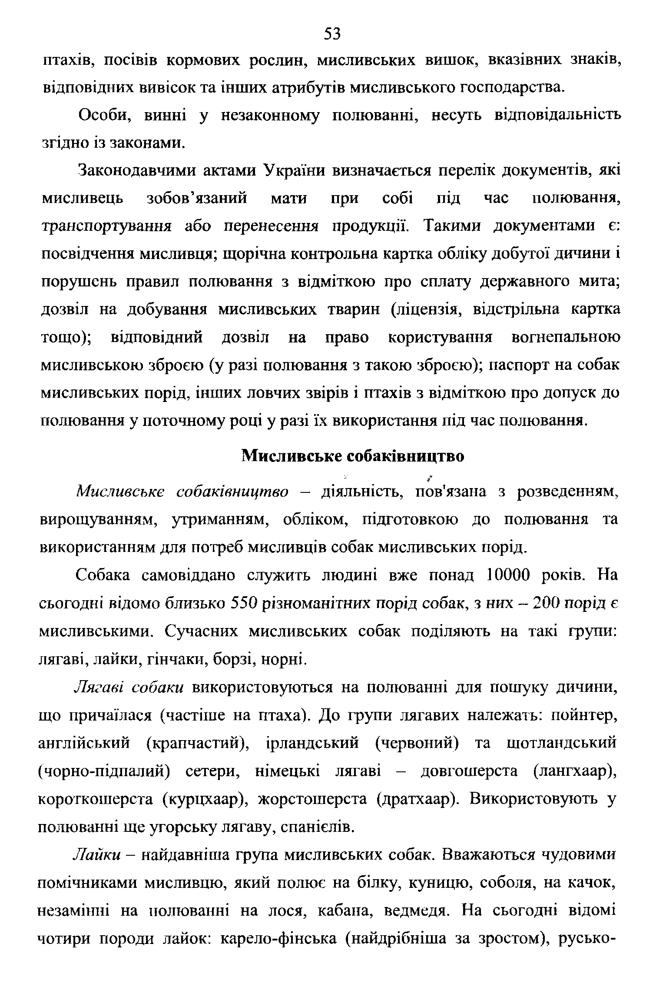 53
птахів, посівів кормових рослин, мисливських вишок, вказівних знаків,
відповідних вивісок та інших атрибутів мисливського господарства.
Особи, винні у незаконному полюванні, несуть відповідальність
згідно із законами.
Законодавчими актами України визначається перелік документів, які
мисливець зобов’язаний мати при собі під час полювання,
транспортування або перенесення продукції. Такими документами є:
посвідчення мисливця; щорічна контрольна картка обліку добутої дичини і
порушень правил полювання з відміткою про сплату державного мита;
дозвіл на добування мисливських тварин (ліцензія, відстрільна картка
тощо); відповідний дозвіл на право користування вогнепальною
мисливською зброєю (у разі полювання з такою зброєю); паспорт на собак
мисливських порід, інших ловчих звірів і птахів з відміткою про допуск до
полювання у поточному році у разі їх використання під час полювання.
Мисливське собаківництво
Мисливське собаківництво – діяльність, пов'язана з розведенням,
вирощуванням, утриманням, обліком, підготовкою до полювання та
використанням для потреб мисливців собак мисливських порід.
Собака самовіддано служить людині вже понад 10000 років. На
сьогодні відомо близько 550 різноманітних порід собак, з них – 200 порід є
мисливськими. Сучасних мисливських собак поділяють на такі групи:
лягаві, лайки, гінчаки, борзі, норні.
Лягаві собаки використовуються на полюванні для пошуку дичини,
що причаїлася (частіше на птаха). До групи лягавих належать: пойнтер,
англійський (крапчастий), ірландський (червоний) та шотландський
(чорно-підпалий) сетери, німецькі лягаві – довгошерста (лангхаар),
короткошерста (курцхаар), жорстошерста (дратхаар). Використовують у
полюванні ще угорську лягаву, спанієлів.
Лайки – найдавніша група мисливських собак. Вважаються чудовими
помічниками мисливцю, який полює на білку, куницю, соболя, на качок,
незамінні на полюванні на лося, кабана, ведмедя. На сьогодні відомі
чотири породи лайок: карело-фінська (найдрібніша за зростом), русько-